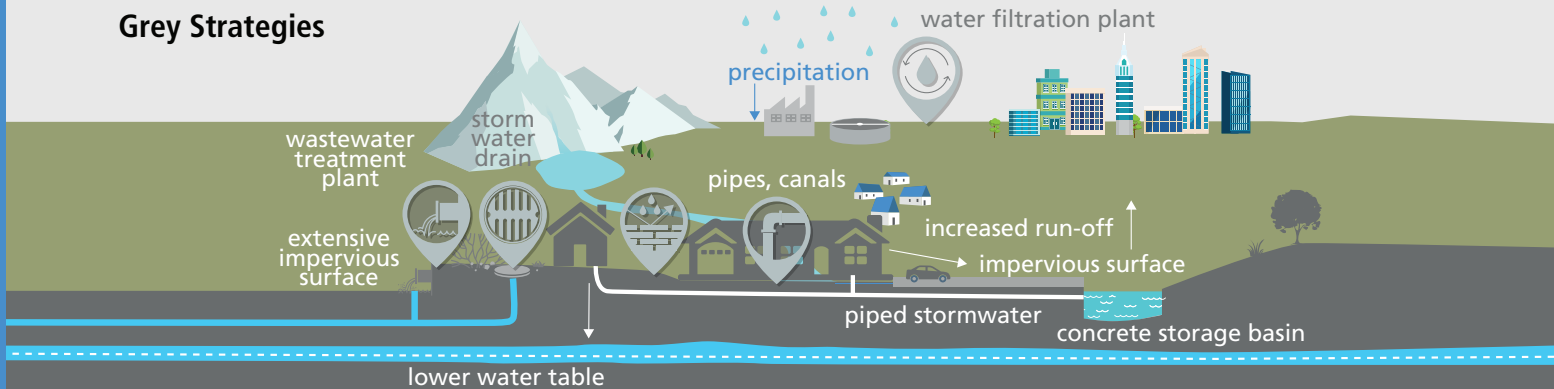 Grey Strategies
water filtration plant
precipitation
storm
water
drain
wastewater
treatment
plant
pipes, canals
extensive
impervious
surface
increased run-off
impervious surface
piped stormwater
concrete storage basin
lower water table